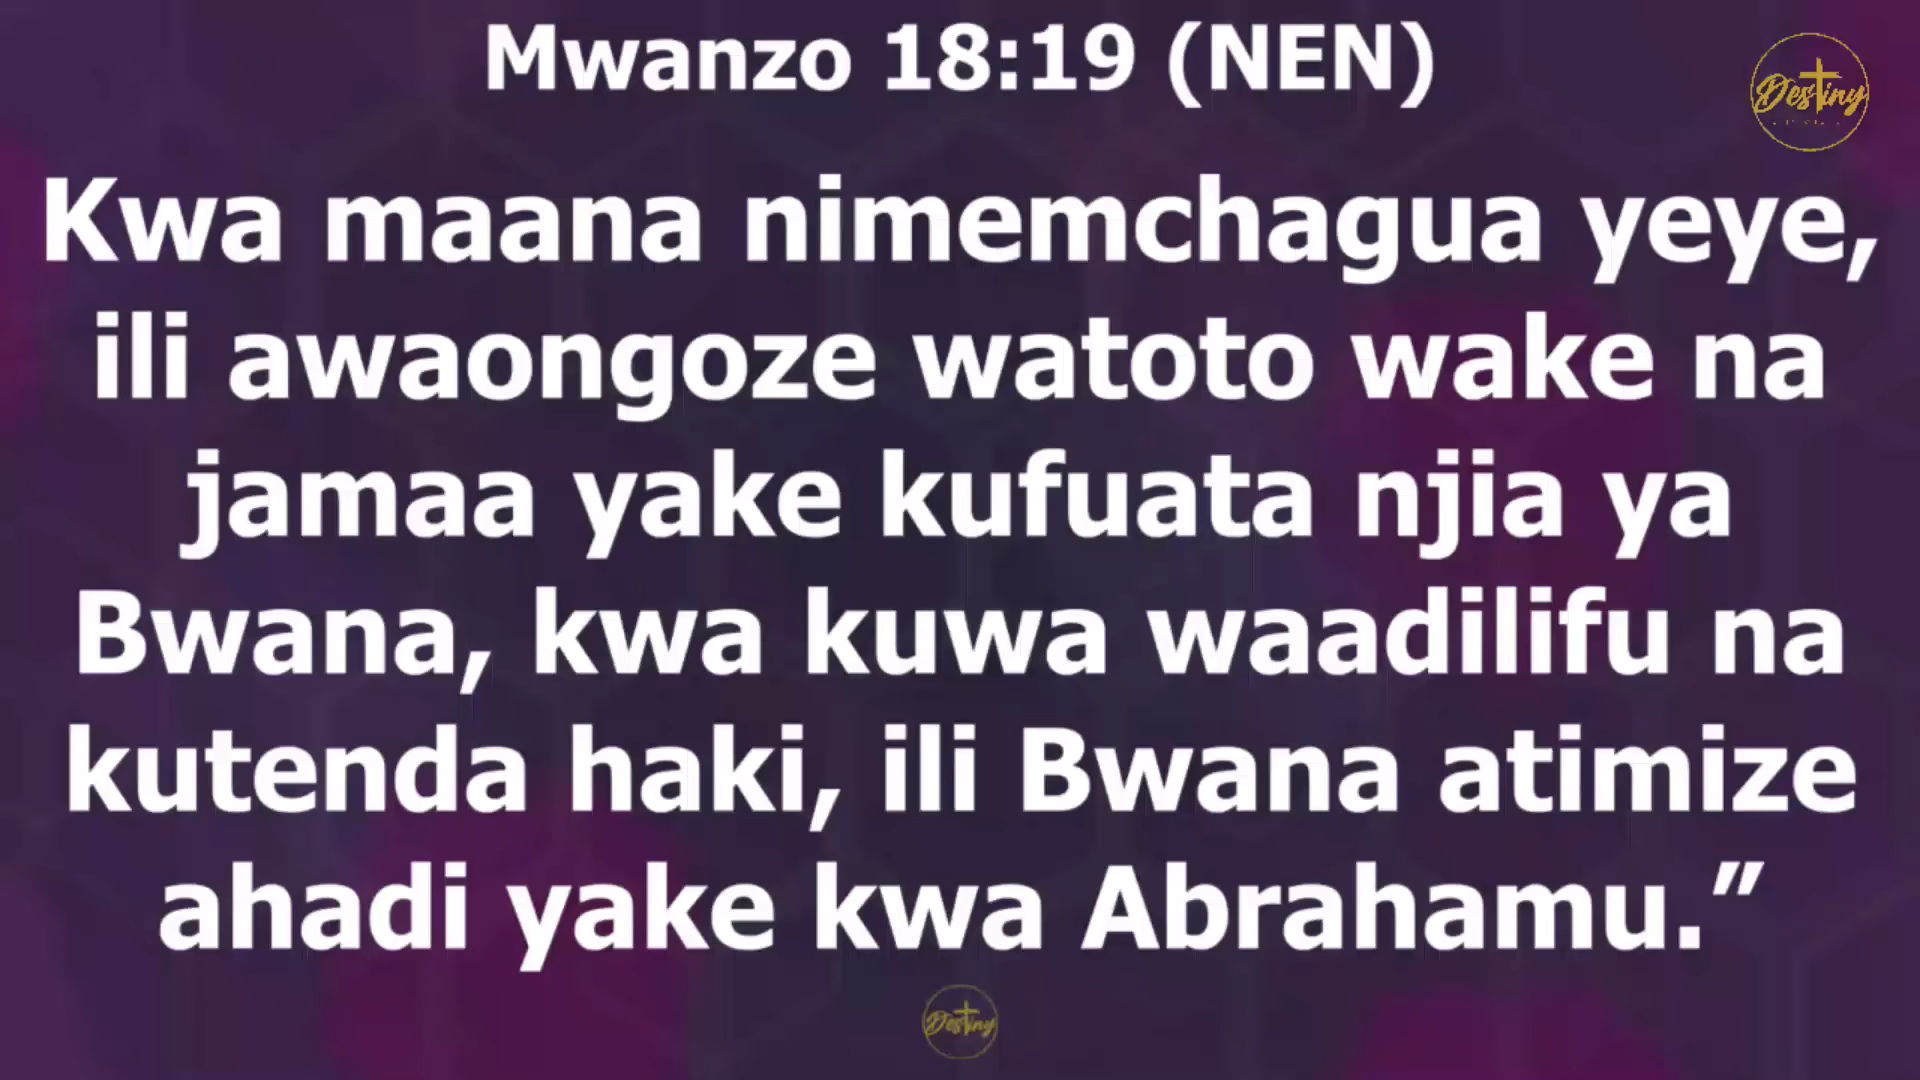 Mwanzo 18:19 (NEN)
Destiny
Kwa maana nimemchagua yeye,
ili awaongoze watoto wake na
jamaa yake kufuata njia ya
Bwana, kwa kuwa waadilifu na
kutenda haki, ili Bwana atimize
ahadi yake kwa Abrahamu.”
Destiny